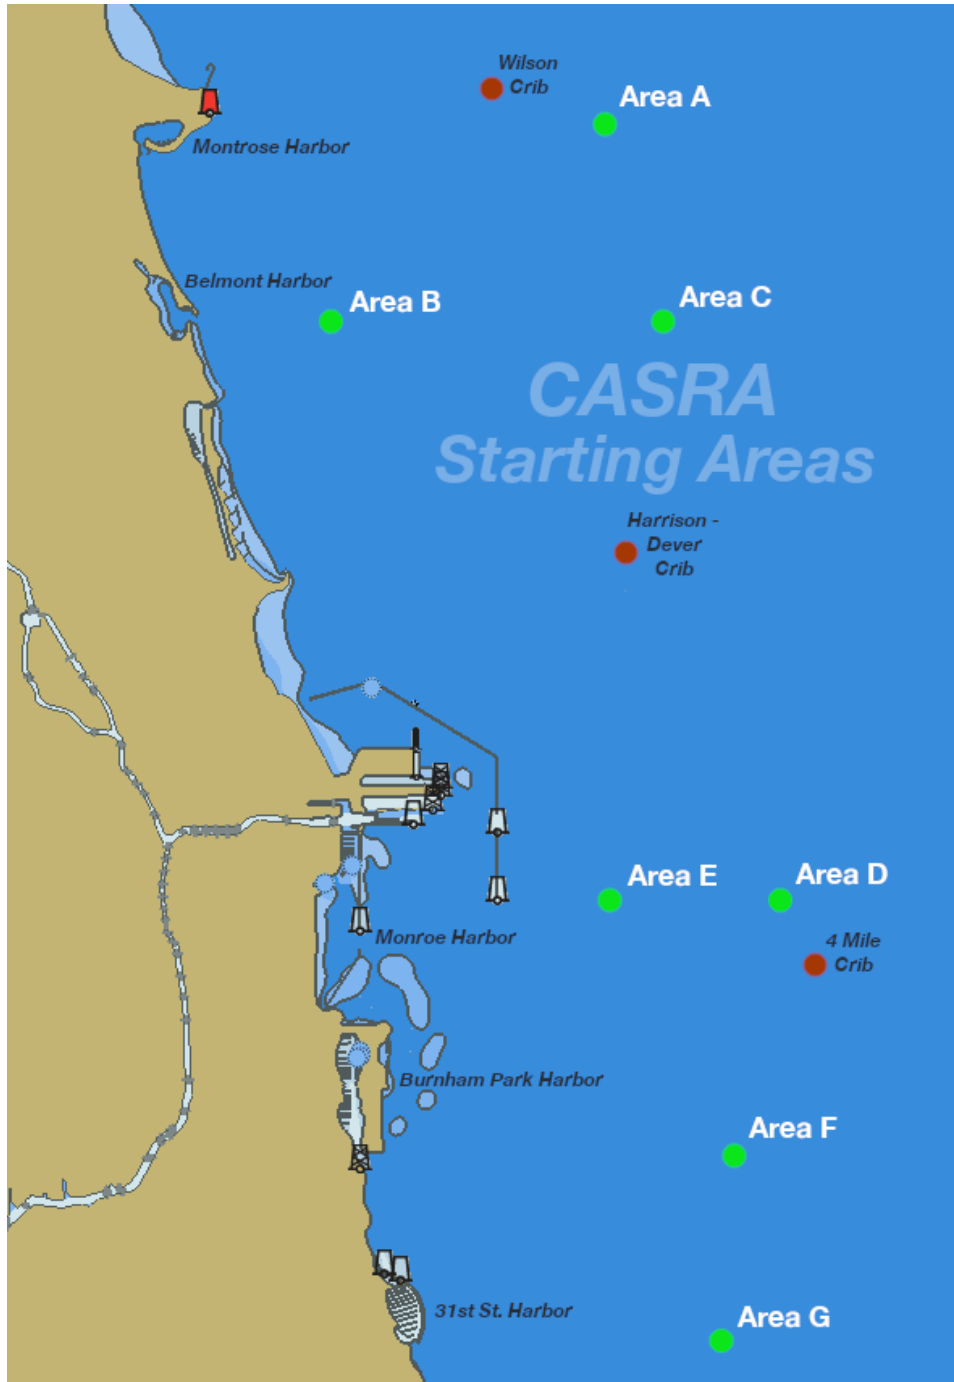 Wilson
Crib
Area A
Montrose Harbor
Belmont Harbor
Area B
Area C
CASRA
Starting Areas
Harrison -
Dever
Crib
Area E
Area D
Monroe Harbor
4 Mile
Crib
Burnham Park Harbor
Area F
31st St. Harbor
Area G